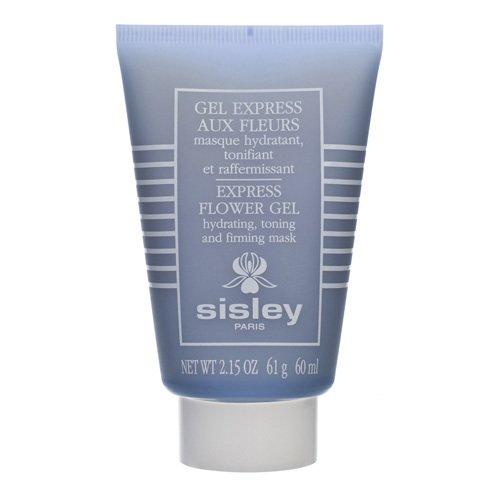 GEL EXPRESS
AUX FLEURS
masque hydratant,
tonifiant
et raffermissant
EXPRESS
FLOWER GEL
hydrating, toning
and firming mask
sisley
PARIS
NET WT 2.15 OZ 61 g 60 ml